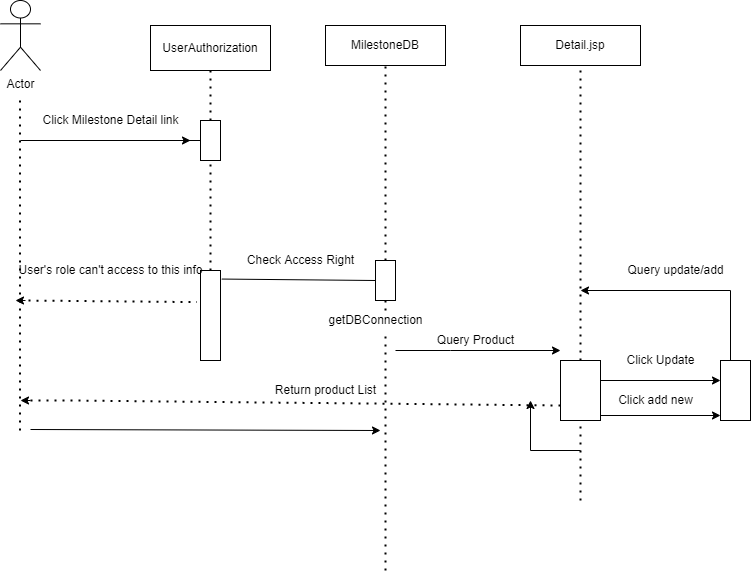 UserAuthorization
MilestoneDB
Detail.jsp
Actor
Click Milestone Detail link
Check Access Right
User's role can't access to this info
Query update/add
getDBConnection
Query Product
Click Update
Return product List
Click add new